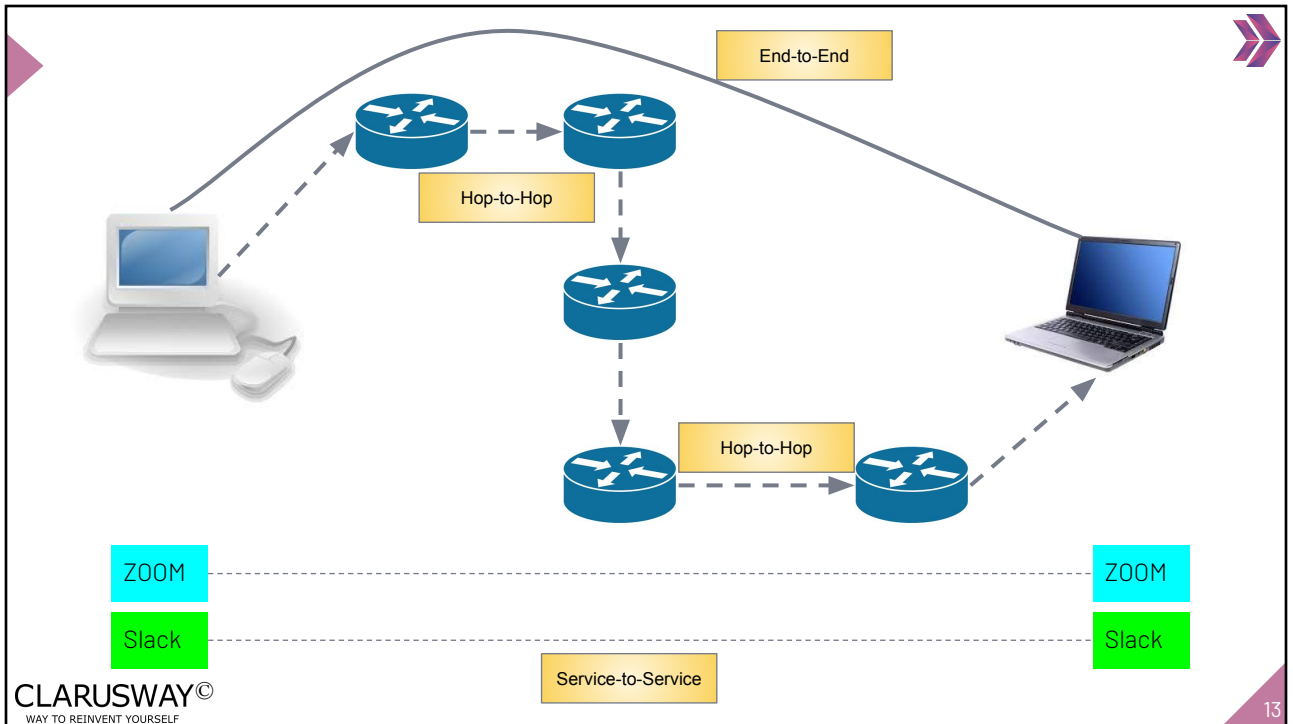 End-to-End
Hop-to-Hop
Hop-to-Hop
ZOOM
ZOOM
Slack
Slack
Service-to-Service
CLARUSWAY©
WAY TO REINVENT YOURSELF
13